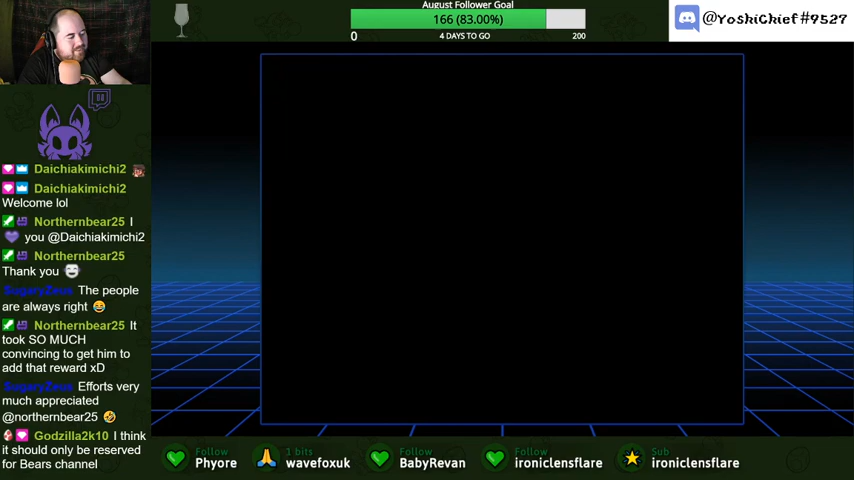 August Follower Goal
166 (83.00%)
0
4 DAYS TO GO
200
@YoshiChief#9527
Daichiakimichi2
Daichiakimichi2
Welcome lol
Northernbear25 I
you @Daichiakimichi2
Northernbear25
Thank you
SugaryZeus The people
are always right 😂
Northernbear25 It
took SO MUCH
convincing to get him to
add that reward xD
SugaryZeus Efforts very
much appreciated
@northernbear25 🤣
Godzilla2k10 I think
it should only be reserved
for Bears channel
Follow
Phyore
1 bits
wavefoxuk
Follow
BabyRevan
Follow
ironiclensflare
Sub
ironiclensflare